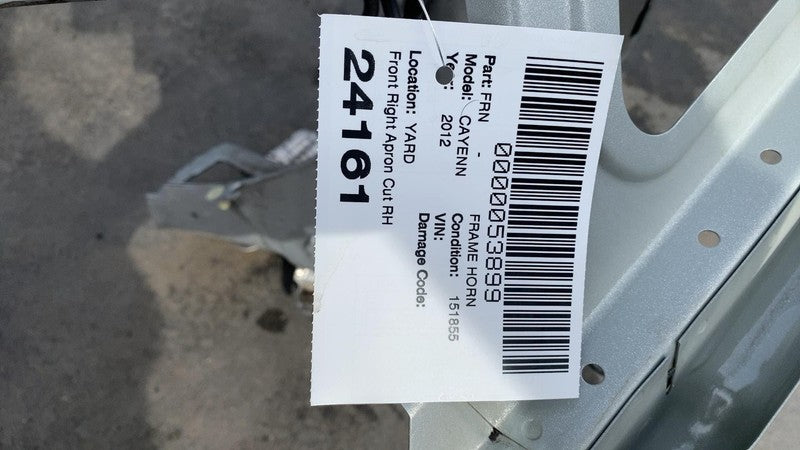 0000053899
Part: FRN - FRAME HORN
Model: CAYENN Condition: 151855
Year: 2012 VIN:
Damage Code:
Location: YARD
Front Right Apron Cut RH
24161